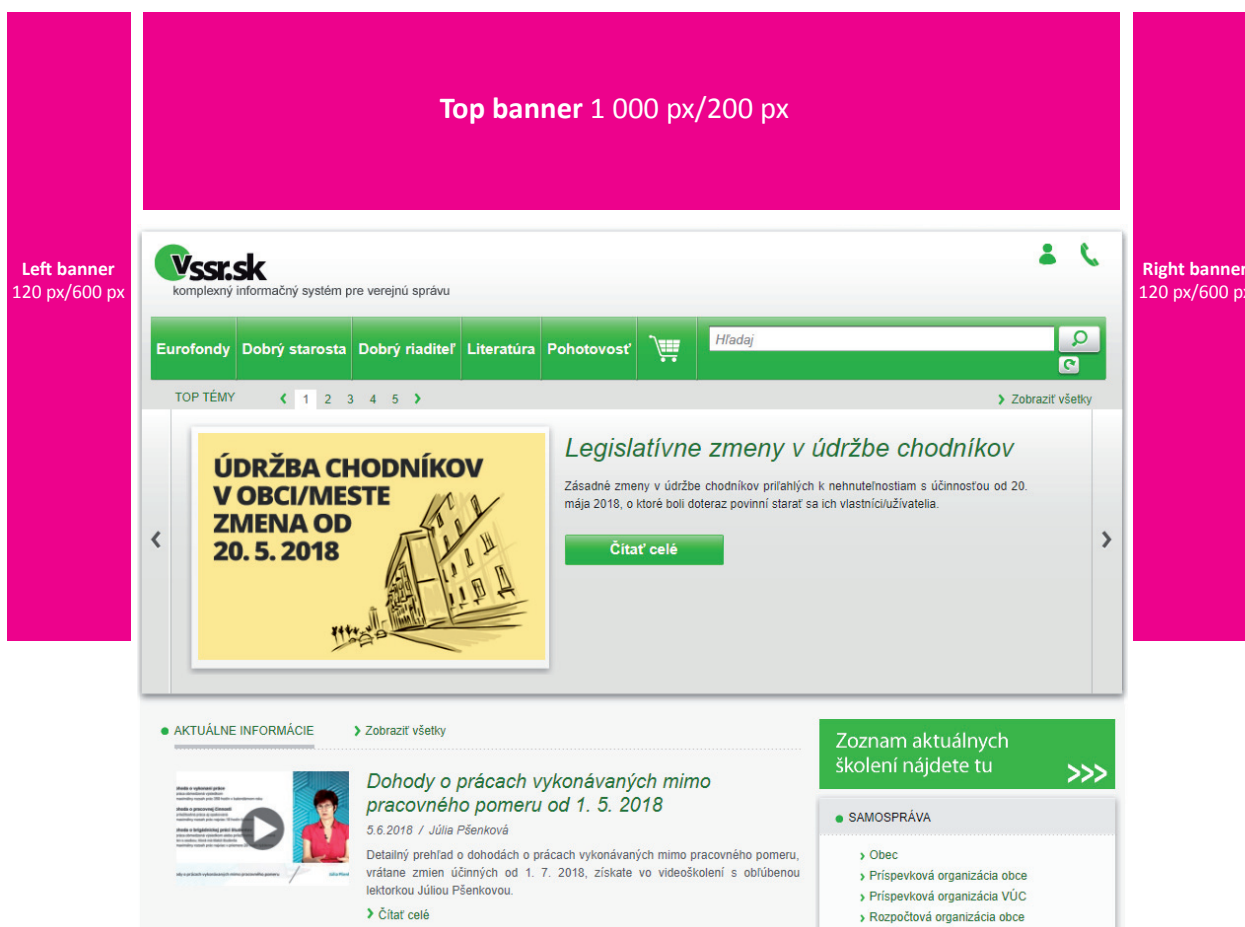 Top banner 1 000 px/200 px
Left banner
120 px/600 px
Right banner
120 px/600 px
Vssr.sk
komplexný informačný systém pre verejnú správu
Eurofondy Dobrý starosta Dobrý riaditeľ Literatúra Pohotovosť Hľadaj
TOP TÉMY 1 2 3 4 5 Zobraziť všetky
ÚDRŽBA CHODNÍKOV
V OBCI/MESTE
ZMENA OD
20. 5. 2018
Legislatívne zmeny v údržbe chodníkov
Zásadné zmeny v údržbe chodníkov priľahlých k nehnuteľnostiam s účinnosťou od 20.
mája 2018, o ktoré boli doteraz povinní starať sa ich vlastníci/užívatelia.
Čítať celé
AKTUÁLNE INFORMÁCIE Zobraziť všetky
Dohody o prácach vykonávaných mimo
pracovného pomeru od 1. 5. 2018
5.6.2018 / Júlia Pšenková
Detailný prehľad o dohodách o prácach vykonávaných mimo pracovného pomeru,
vrátane zmien účinných od 1. 7. 2018, získate vo videoškolení s obľúbenou
lektorkou Júliou Pšenkovou.
Čítať celé
Zoznam aktuálnych
školení nájdete tu >>>
SAMOSPRÁVA
Obec
Príspevková organizácia obce
Príspevková organizácia VÚC
Rozpočtová organizácia obce